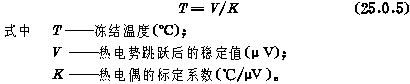 T = V/K (25.0.5)
式中 T——冻结温度(℃);
V——热电势跳跃后的稳定值(μV);
K——热电偶的标定系数(℃/μV)。